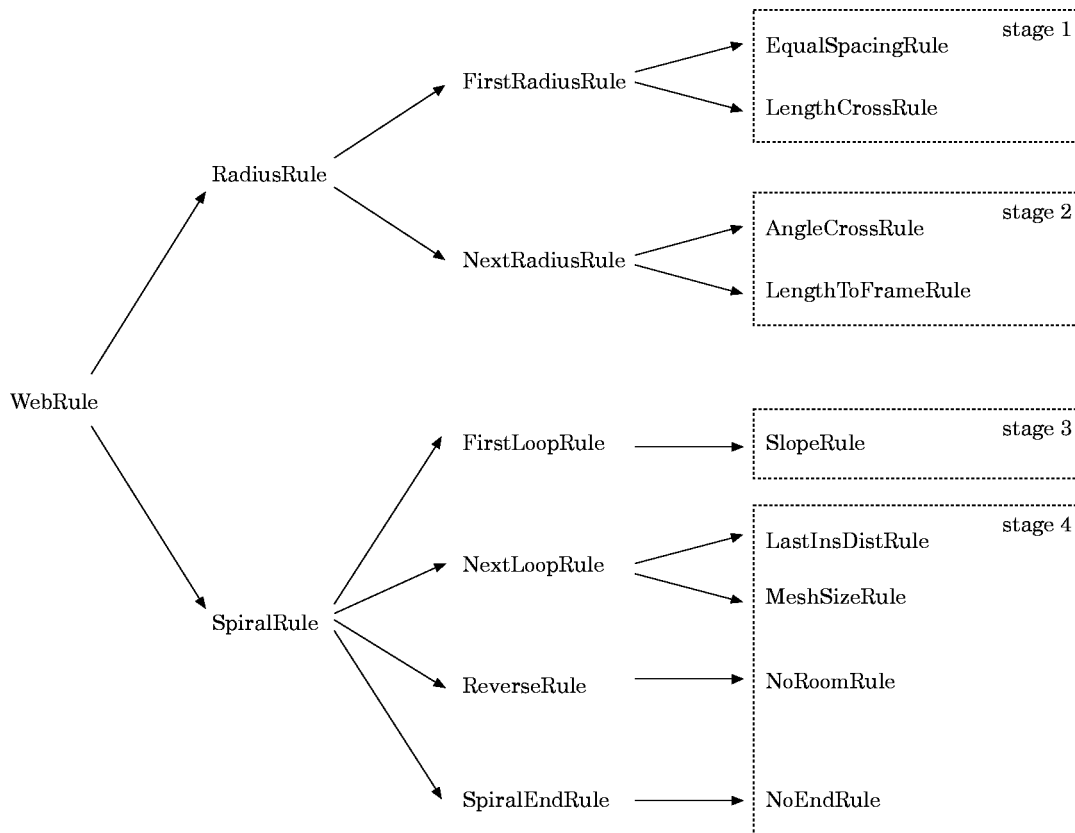 stage 1
EqualSpacingRule
FirstRadiusRule
LengthCrossRule
RadiusRule
stage 2
AngleCrossRule
NextRadiusRule
LengthToFrameRule
WebRule
stage 3
FirstLoopRule
SlopeRule
stage 4
LastInsDistRule
NextLoopRule
MeshSizeRule
SpiralRule
ReverseRule
NoRoomRule
SpiralEndRule
NoEndRule